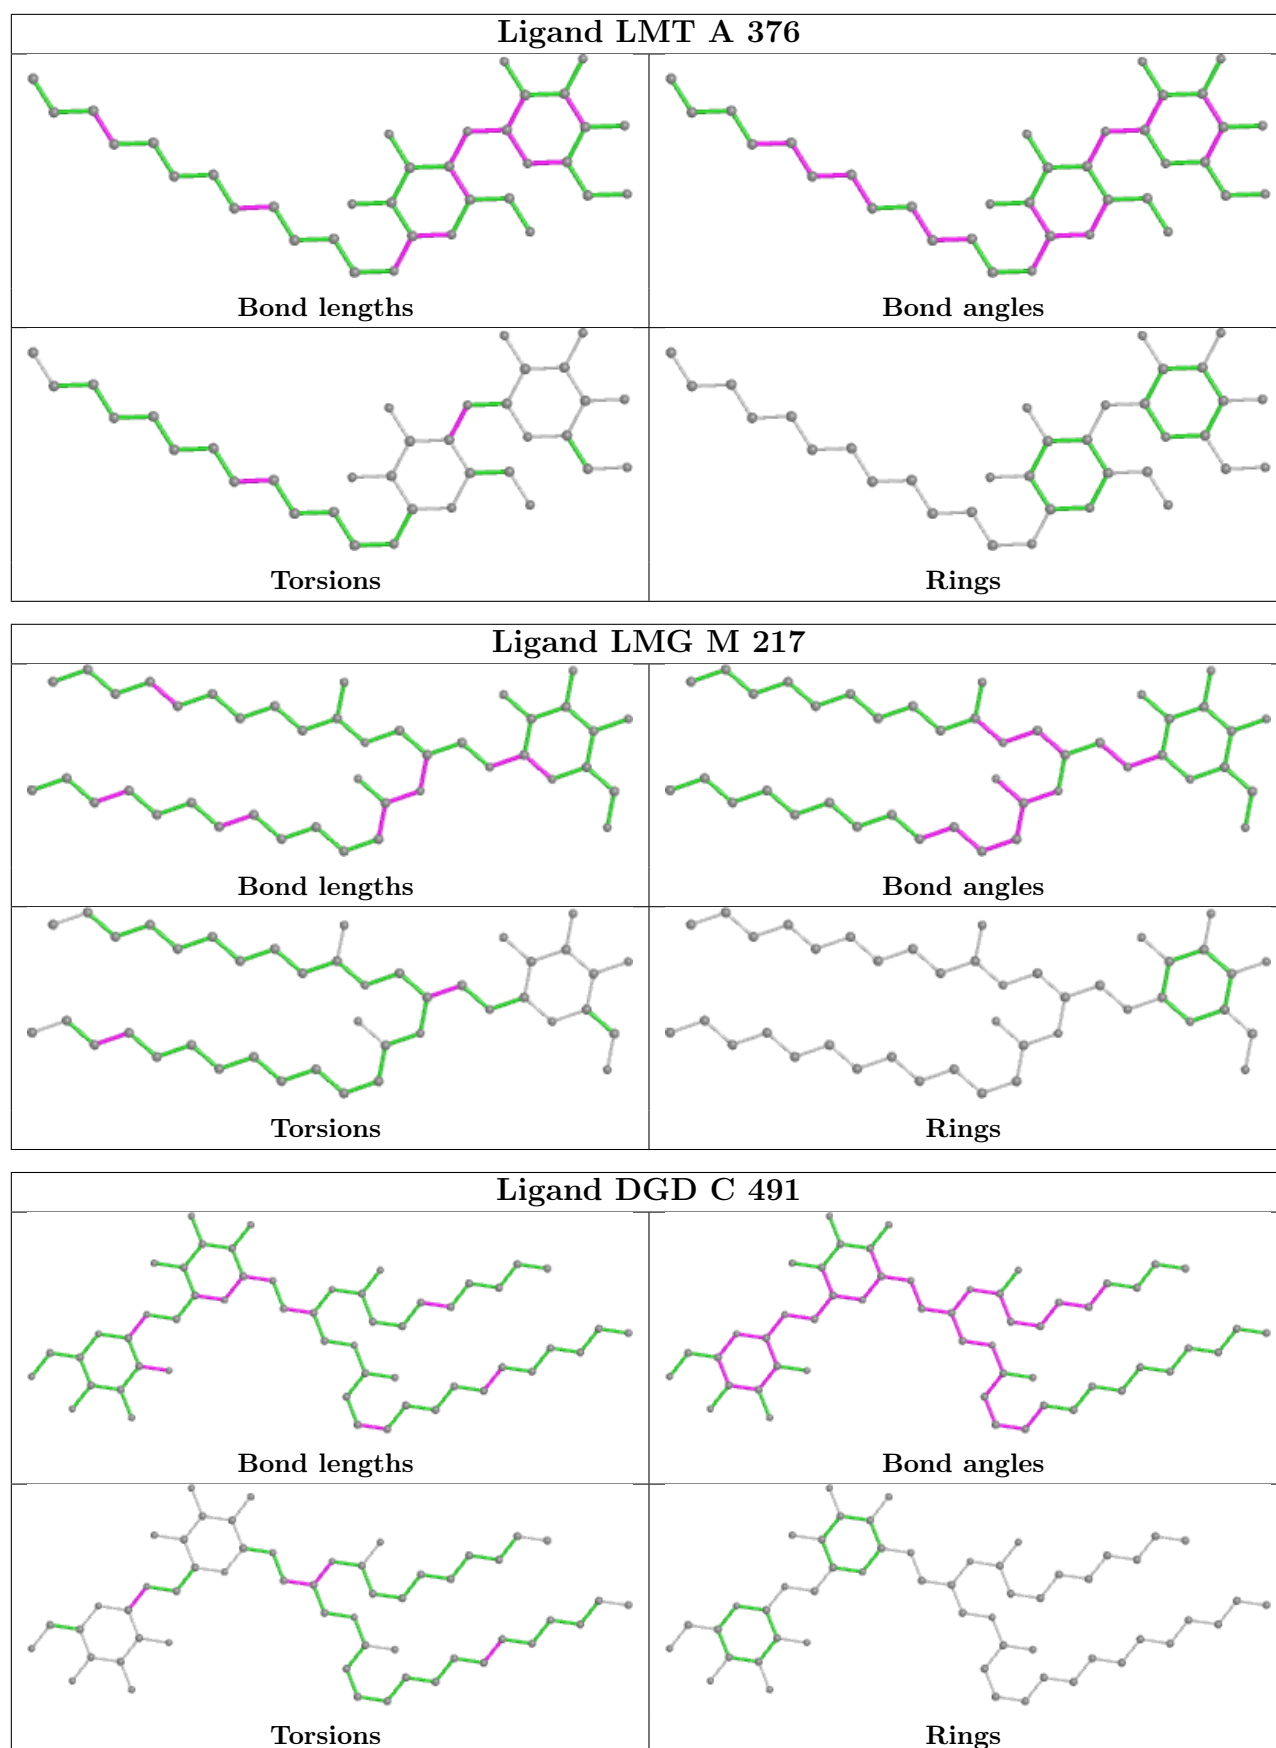 Ligand LMT A 376
Bond lengths
Bond angles
Torsions
Rings
Ligand LMG M 217
Bond lengths
Bond angles
Torsions
Rings
Ligand DGD C 491
Bond lengths
Bond angles
Torsions
Rings